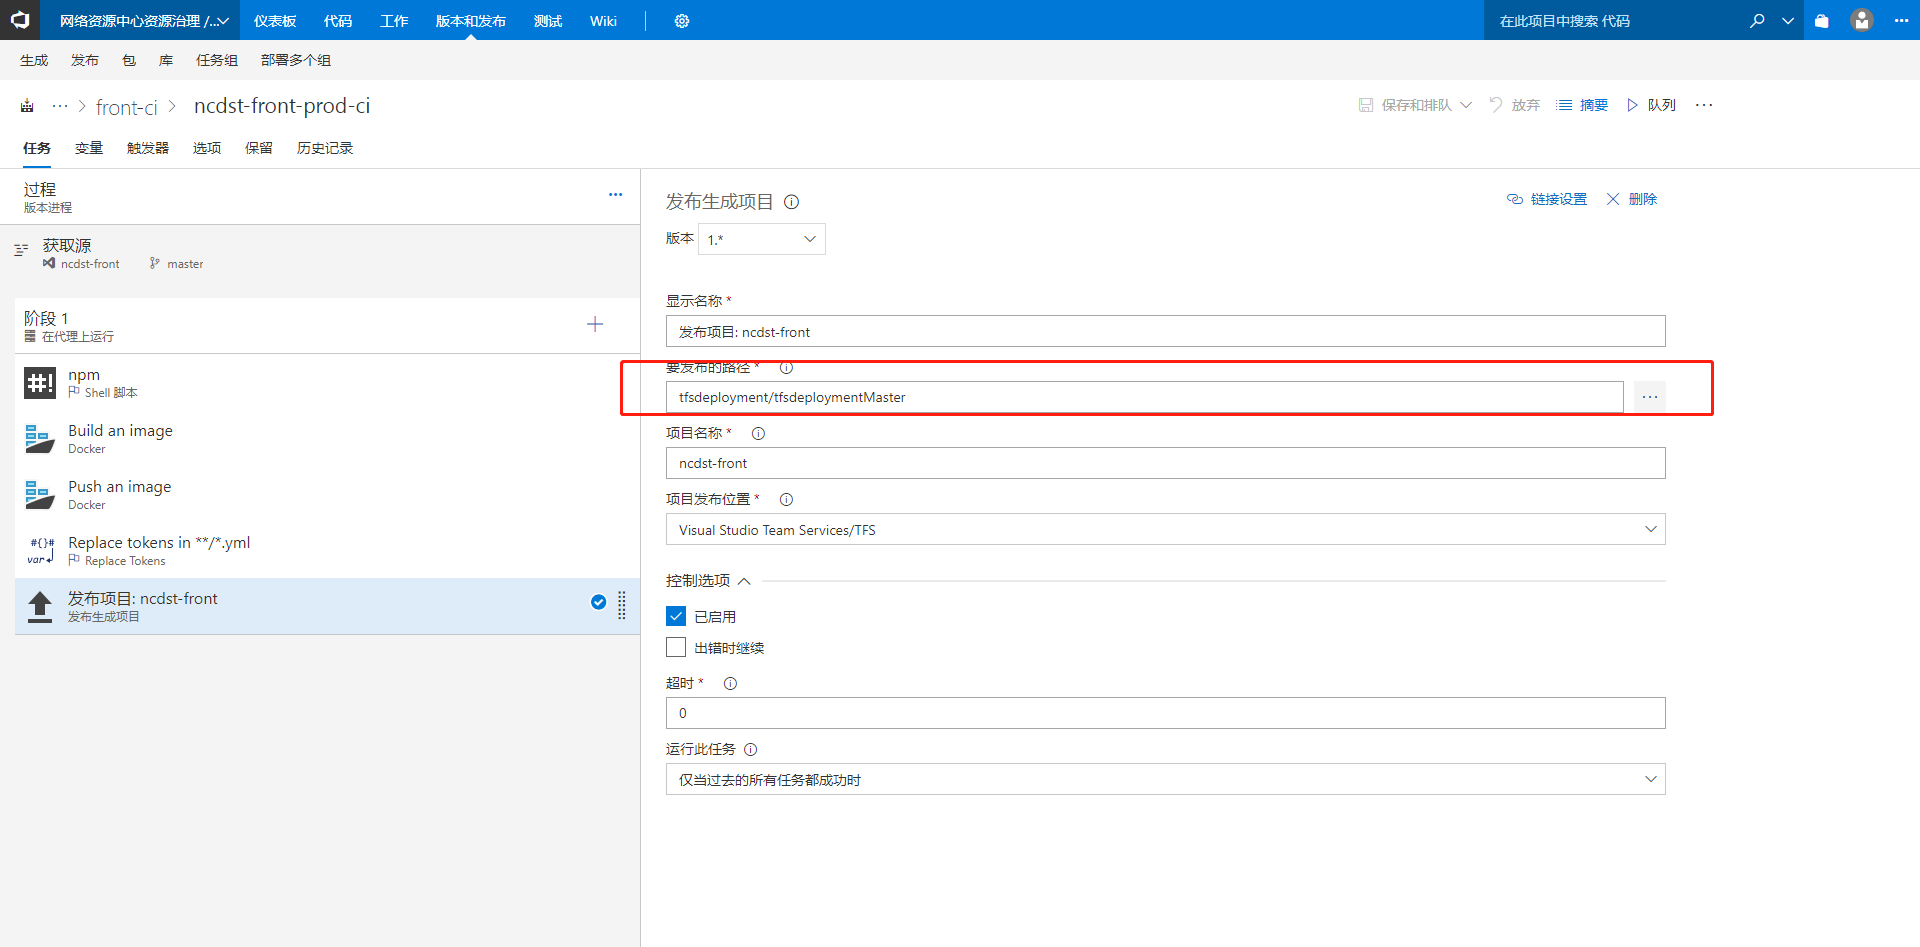 网络资源中心资源治理 /... 仪表板 代码 工作 版本和发布 测试 Wiki 在此项目中搜索 代码
生成 发布 包 库 任务组 部署多个组
··· > front-ci > ncdst-front-prod-ci 保存和排队 放弃 摘要 队列 ···
任务 变量 触发器 选项 保留 历史记录
过程
版本进程
获取源
ncdst-front master
阶段 1
在代理上运行
npm
Shell 脚本
Build an image
Docker
Push an image
Docker
#{}#
var
Replace tokens in **/*.yml
Replace Tokens
发布项目: ncdst-front
发布生成项目
发布生成项目 链接设置 删除
版本 1.*
显示名称 *
发布项目: ncdst-front
要发布的路径 *
tfsdeployment/tfsdeploymentMaster ...
项目名称 *
ncdst-front
项目发布位置 *
Visual Studio Team Services/TFS
控制选项
已启用
出错时继续
超时 *
0
运行此任务
仅当过去的所有任务都成功时